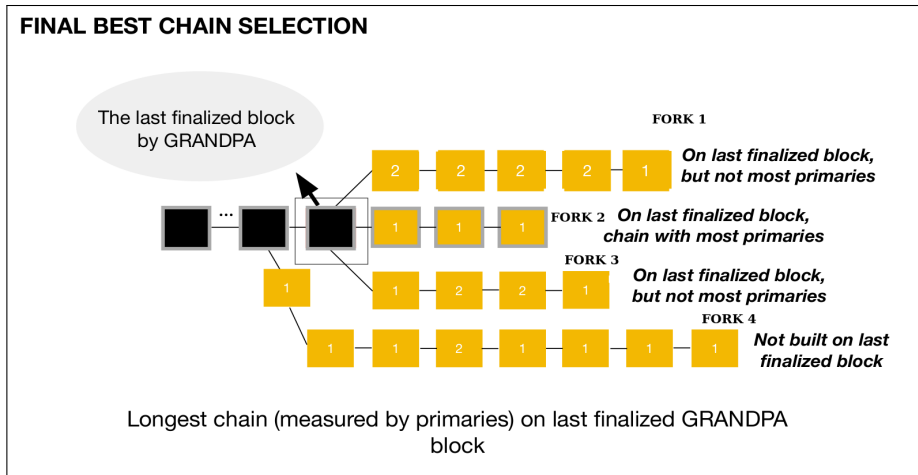 FINAL BEST CHAIN SELECTION
The last finalized block
by GRANDPA
FORK 1
2 2 2 2 1
On last finalized block,
but not most primaries
...
1 1 1
FORK 2
On last finalized block,
chain with most primaries
1
1 2 2 1
FORK 3
On last finalized block,
but not most primaries
1 1 2 1 1 1 1
FORK 4
Not built on last
finalized block
Longest chain (measured by primaries) on last finalized GRANDPA
block